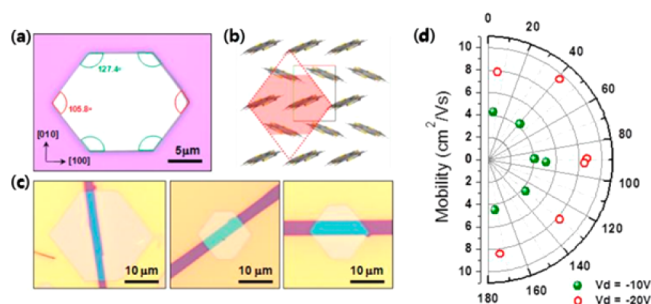 (a)
127.4°
105.8°
[010]
[100]
5μm
(b)
(c)
10 μm
10 μm
10 μm
(d)
Mobility (cm²/Vs)
11
10
8
6
4
2
0
2
4
6
8
10
11
0
20
40
60
80
100
120
140
160
180
Vd = -10V
Vd = -20V